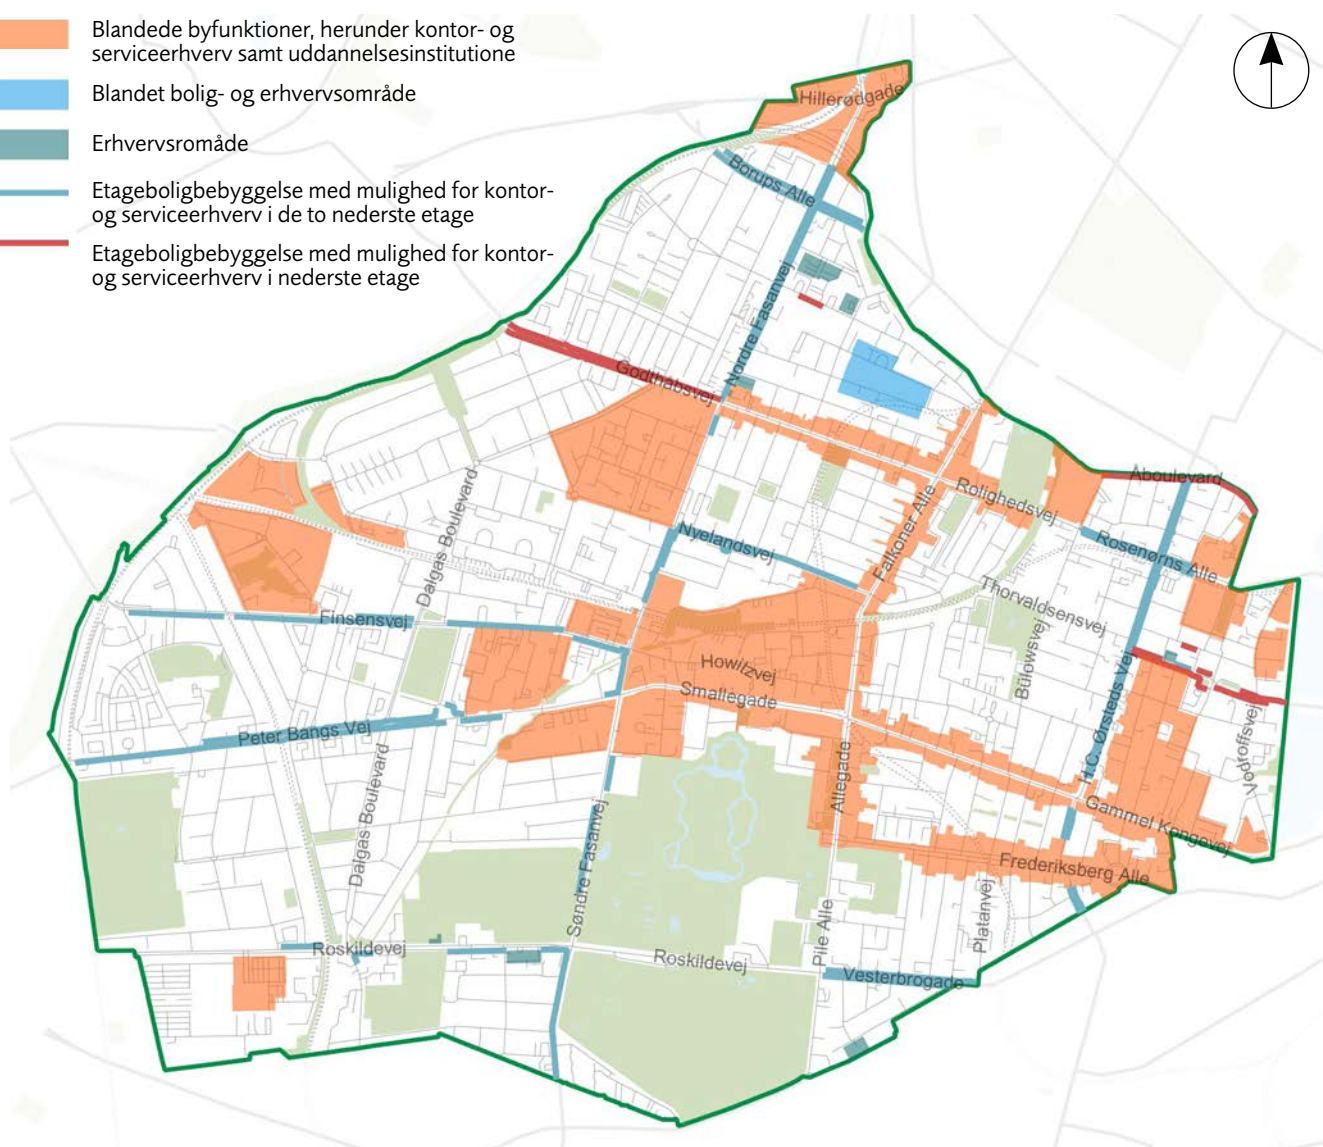 Blandede byfunktioner, herunder kontor- og
serviceerhverv samt uddannelsesinstitutione
Blandet bolig- og erhvervsområde
Erhvervsromåde
Etageboligbebyggelse med mulighed for kontor-
og serviceerhverv i de to nederste etage
Etageboligbebyggelse med mulighed for kontor-
og serviceerhverv i nederste etage
Hillerødgade
Borups Alle
Nordre Fasanvej
Godthåbsvej
Åboulevard
Rolighedsvej
Falkoner Alle
Dalgas Boulevard
Nyelandsvej
Rosenørns Alle
Thorvaldsensvej
Bülowsvej
Finsensvej
Howitzvej
Smallegade
H.C. Ørsteds Vej
Vodroffsvej
Peter Bangs Vej
Dalgas Boulevard
Allegade
Gammel Kongevej
Frederiksberg Alle
Søndre Fasanvej
Platanvej
Pile Alle
Roskildevej
Roskildevej
Vesterbrogade